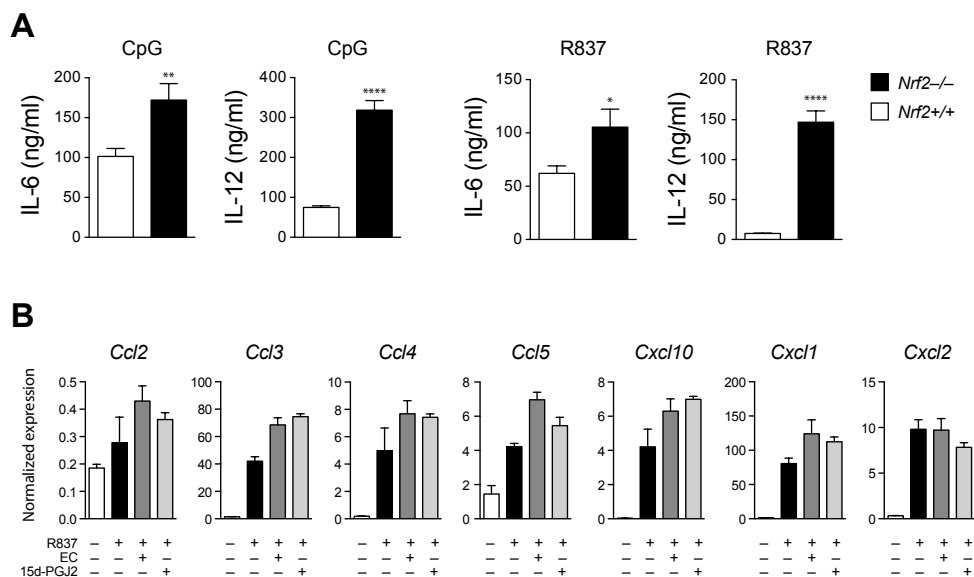 A
CpG
CpG
R837
R837
200
150
100
50
0
IL-6 (ng/ml)
**
400
300
200
100
0
IL-12 (ng/ml)
****
150
100
50
0
IL-6 (ng/ml)
*
200
150
100
50
0
IL-12 (ng/ml)
****
Nrf2–/–
Nrf2+/+
B
Ccl2
Ccl3
Ccl4
Ccl5
Cxcl10
Cxcl1
Cxcl2
Normalized expression
0.5
0.4
0.3
0.2
0.1
0.0
100
80
60
40
20
0
10
8
6
4
2
0
8
6
4
2
0
8
6
4
2
0
200
150
100
50
0
15
10
5
0
R837 – + + + – + + + – + + + – + + + – + + + – + + + – + + +
EC – – + – – – + – – – + – – – + – – – + – – – + – – – + –
15d-PGJ2 – – – + – – – + – – – + – – – + – – – + – – – + – – – +